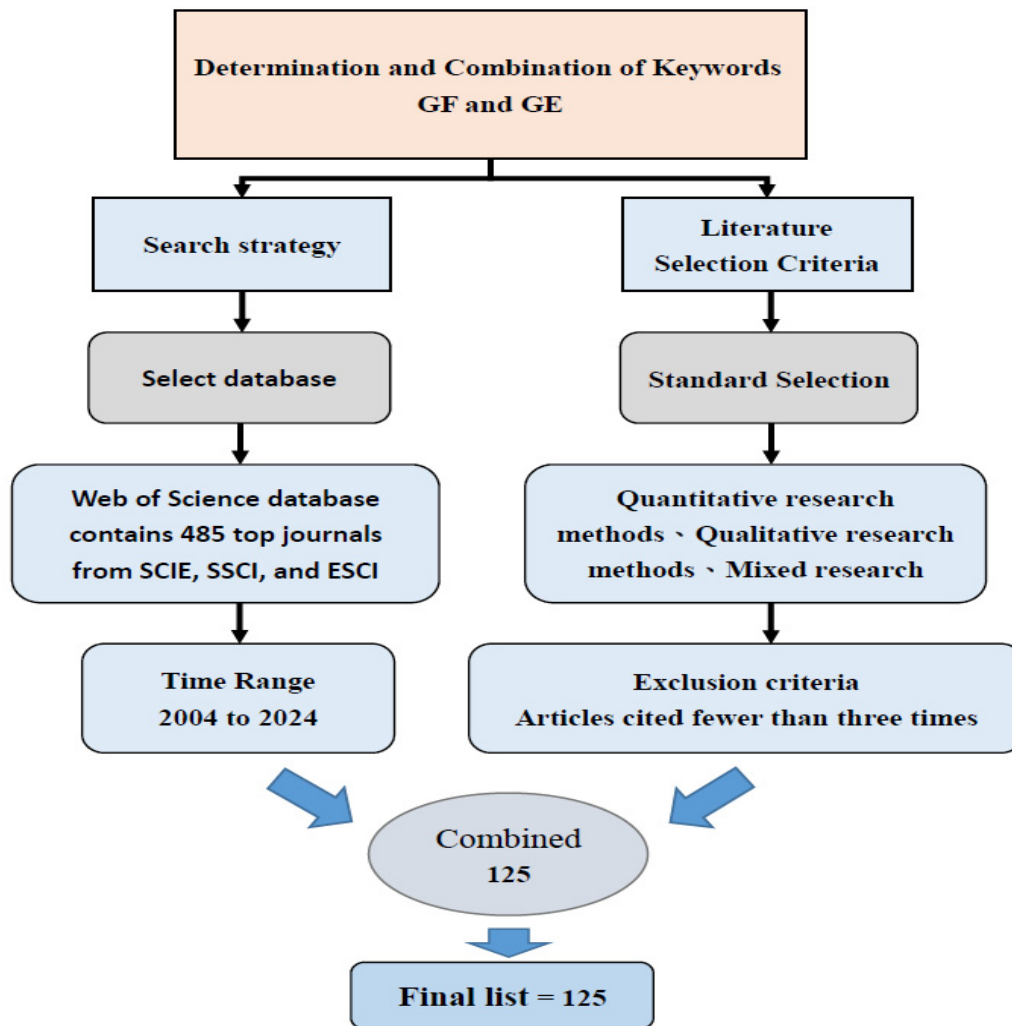 Determination and Combination of Keywords
GF and GE
Search strategy
Literature
Selection Criteria
Select database
Standard Selection
Web of Science database
contains 485 top journals
from SCIE, SSCI, and ESCI
Quantitative research
methods、Qualitative research
methods、Mixed research
Time Range
2004 to 2024
Exclusion criteria
Articles cited fewer than three times
Combined
125
Final list = 125